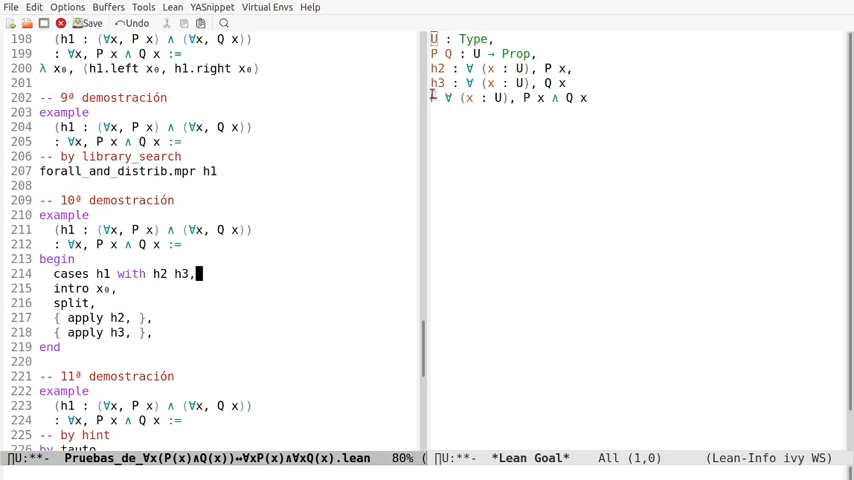 File Edit Options Buffers Tools Lean YASnippet Virtual Envs Help
Save Undo
198 (h1 : (∀x, P x) ∧ (∀x, Q x))
199 : ∀x, P x ∧ Q x :=
200 λ x₀, ⟨h1.left x₀, h1.right x₀⟩
201
202 -- 9ª demostración
203 example
204 (h1 : (∀x, P x) ∧ (∀x, Q x))
205 : ∀x, P x ∧ Q x :=
206 -- by library_search
207 forall_and_distrib.mpr h1
208
209 -- 10ª demostración
210 example
211 (h1 : (∀x, P x) ∧ (∀x, Q x))
212 : ∀x, P x ∧ Q x :=
213 begin
214 cases h1 with h2 h3,
215 intro x₀,
216 split,
217 { apply h2, },
218 { apply h3, },
219 end
220
221 -- 11ª demostración
222 example
223 (h1 : (∀x, P x) ∧ (∀x, Q x))
224 : ∀x, P x ∧ Q x :=
225 -- by hint
226 by tauto
∏U:**- Pruebas_de_∀x(P(x)∧Q(x))↔∀xP(x)∧∀xQ(x).lean 80% (
U : Type,
P Q : U → Prop,
h2 : ∀ (x : U), P x,
h3 : ∀ (x : U), Q x
⊢ ∀ (x : U), P x ∧ Q x
∏U:**- *Lean Goal* All (1,0) (Lean-Info ivy WS)